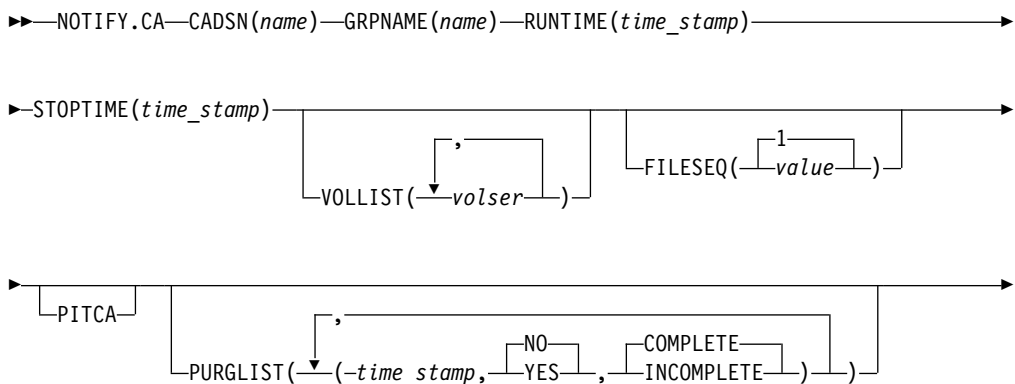 NOTIFY.CA CADSN(name) GRPNAME(name) RUNTIME(time_stamp)
STOPTIME(time_stamp)
VOLLIST( volser )
,
FILESEQ( value )
1
PITCA
PURGLIST( (time stamp, YES , INCOMPLETE ) )
,
NO
COMPLETE